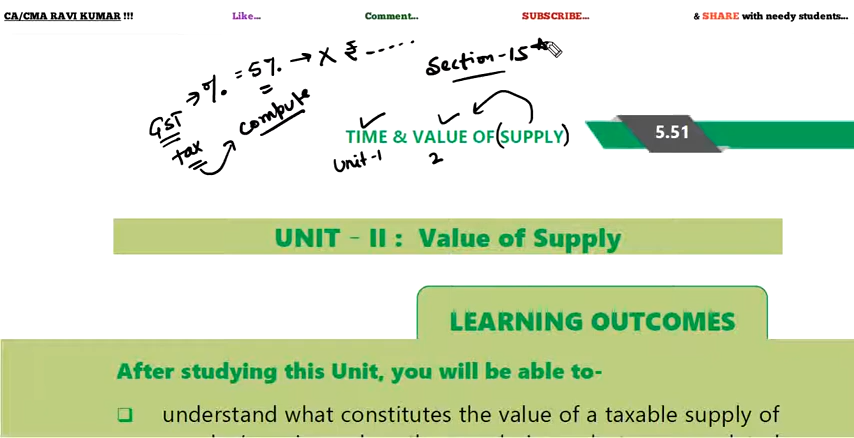 CA/CMA RAVI KUMAR !!! Like... Comment... SUBSCRIBE... & SHARE with needy students...
GST → % = 5% → X ₹ ......
Section-15
tax → compute
TIME & VALUE OF (SUPPLY) 5.51
Unit-1 2
UNIT – II : Value of Supply
LEARNING OUTCOMES
After studying this Unit, you will be able to-
understand what constitutes the value of a taxable supply of